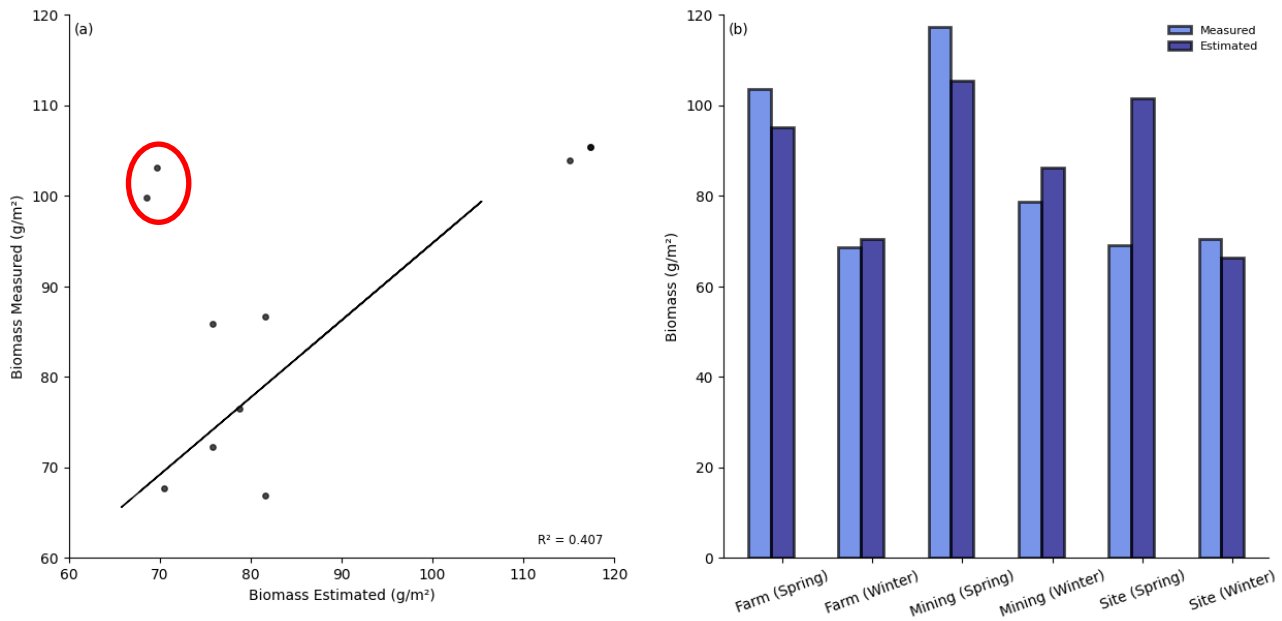 (a)
120
110
100
90
80
70
60
Biomass Measured (g/m²)
R² = 0.407
60 70 80 90 100 110 120
Biomass Estimated (g/m²)
(b)
Measured
Estimated
120
100
80
60
40
20
0
Biomass (g/m²)
Farm (Spring)
Farm (Winter)
Mining (Spring)
Mining (Winter)
Site (Spring)
Site (Winter)